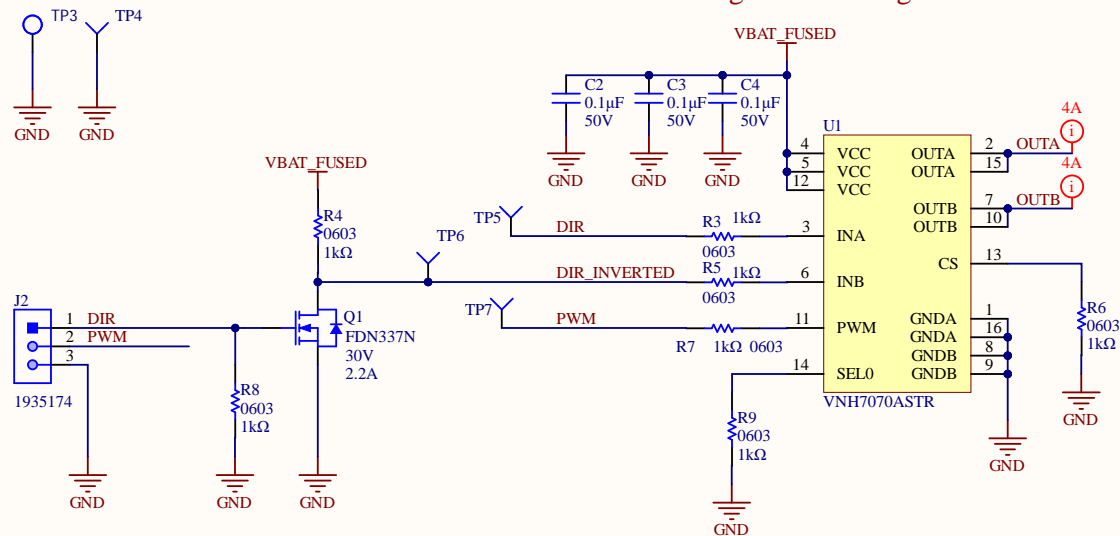 TP3
TP4
GND
GND
VBAT_FUSED
C2
0.1µF
50V
C3
0.1µF
50V
C4
0.1µF
50V
GND
GND
GND
U1
4A
4A
4
VCC
5
VCC
12
VCC
OUTA
2
OUTA
OUTA
15
OUTB
7
OUTB
OUTB
10
VBAT_FUSED
R4
0603
1kΩ
TP5
DIR
R3
1kΩ
0603
3
INA
TP6
DIR_INVERTED
R5
1kΩ
0603
6
INB
CS
13
TP7
PWM
R7
1kΩ
0603
11
PWM
14
SEL0
GNDA
1
GNDA
16
GNDB
8
GNDB
9
VNH7070ASTR
R6
0603
1kΩ
GND
GND
J2
1
DIR
2
PWM
3
1935174
Q1
FDN337N
30V
2.2A
R8
0603
1kΩ
R9
0603
1kΩ
GND
GND
GND
GND